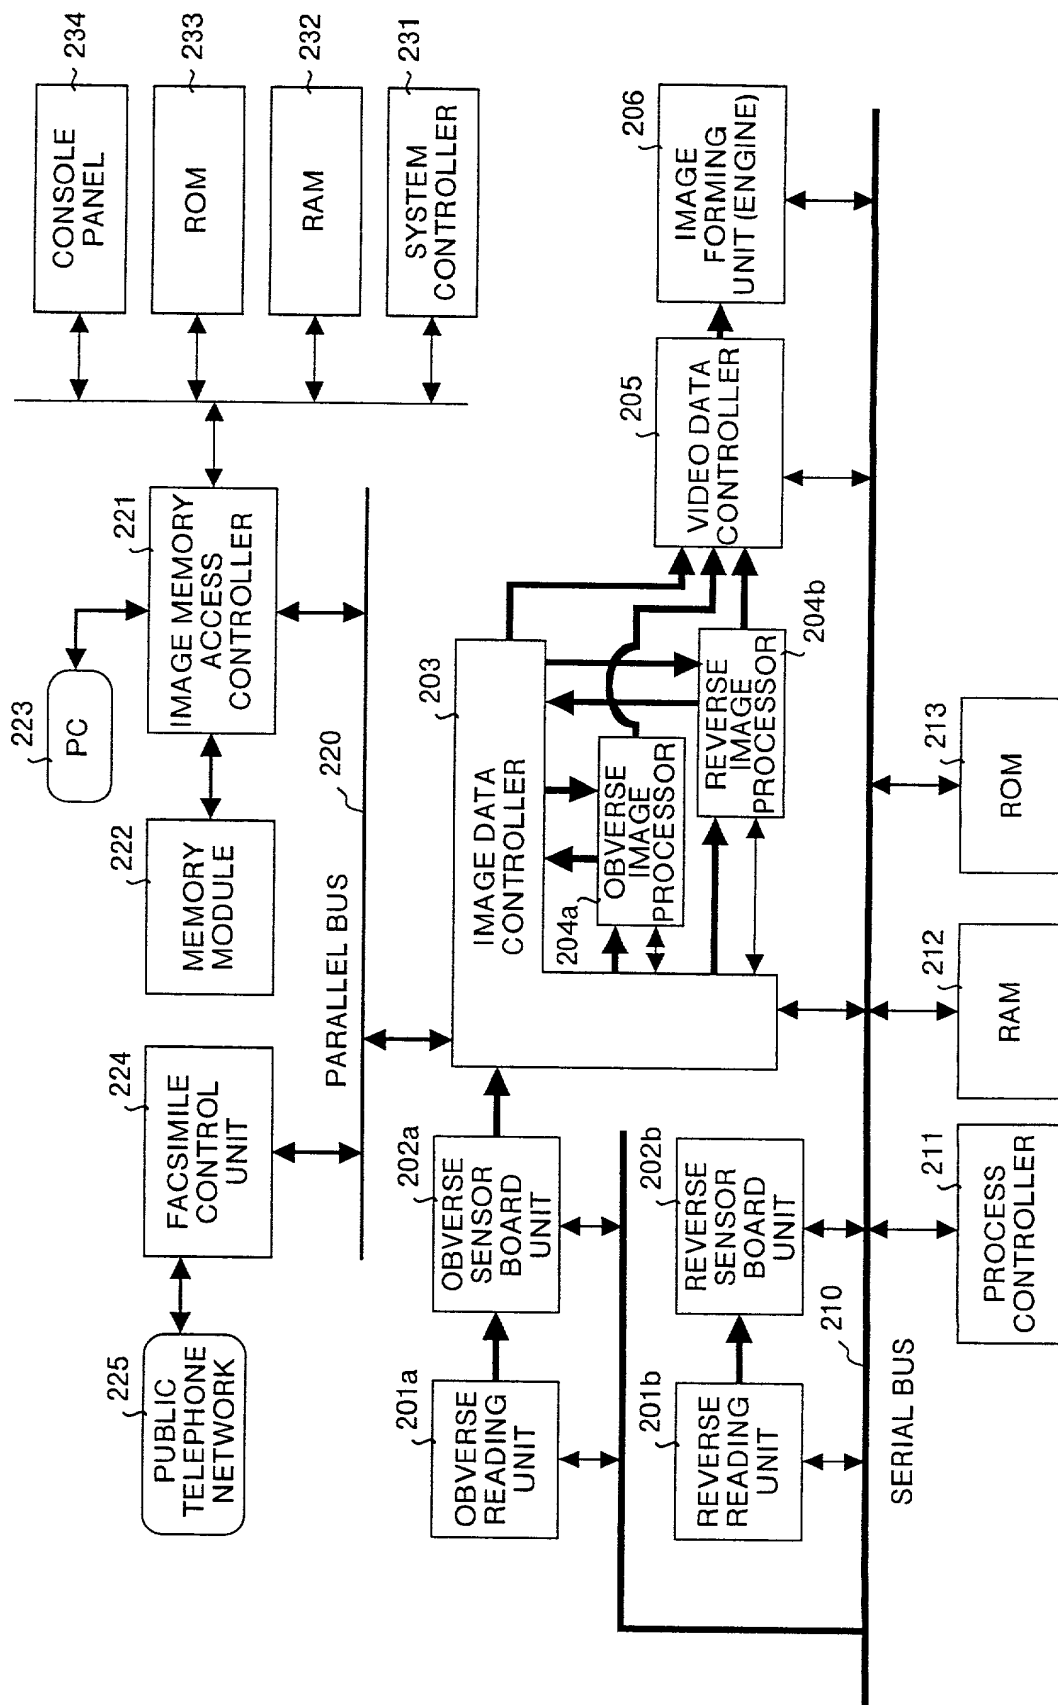 225
PUBLIC
TELEPHONE
NETWORK
224
FACSIMILE
CONTROL
UNIT
222
MEMORY
MODULE
223
PC
221
IMAGE MEMORY
ACCESS
CONTROLLER
234
CONSOLE
PANEL
233
ROM
232
RAM
231
SYSTEM
CONTROLLER
PARALLEL BUS
220
201a
OBVERSE
READING
UNIT
202a
OBVERSE
SENSOR
BOARD
UNIT
203
IMAGE DATA
CONTROLLER
204a
OBVERSE
IMAGE
PROCESSOR
204b
REVERSE
IMAGE
PROCESSOR
205
VIDEO DATA
CONTROLLER
206
IMAGE
FORMING
UNIT (ENGINE)
201b
REVERSE
READING
UNIT
202b
REVERSE
SENSOR
BOARD
UNIT
210
SERIAL BUS
211
PROCESS
CONTROLLER
212
RAM
213
ROM